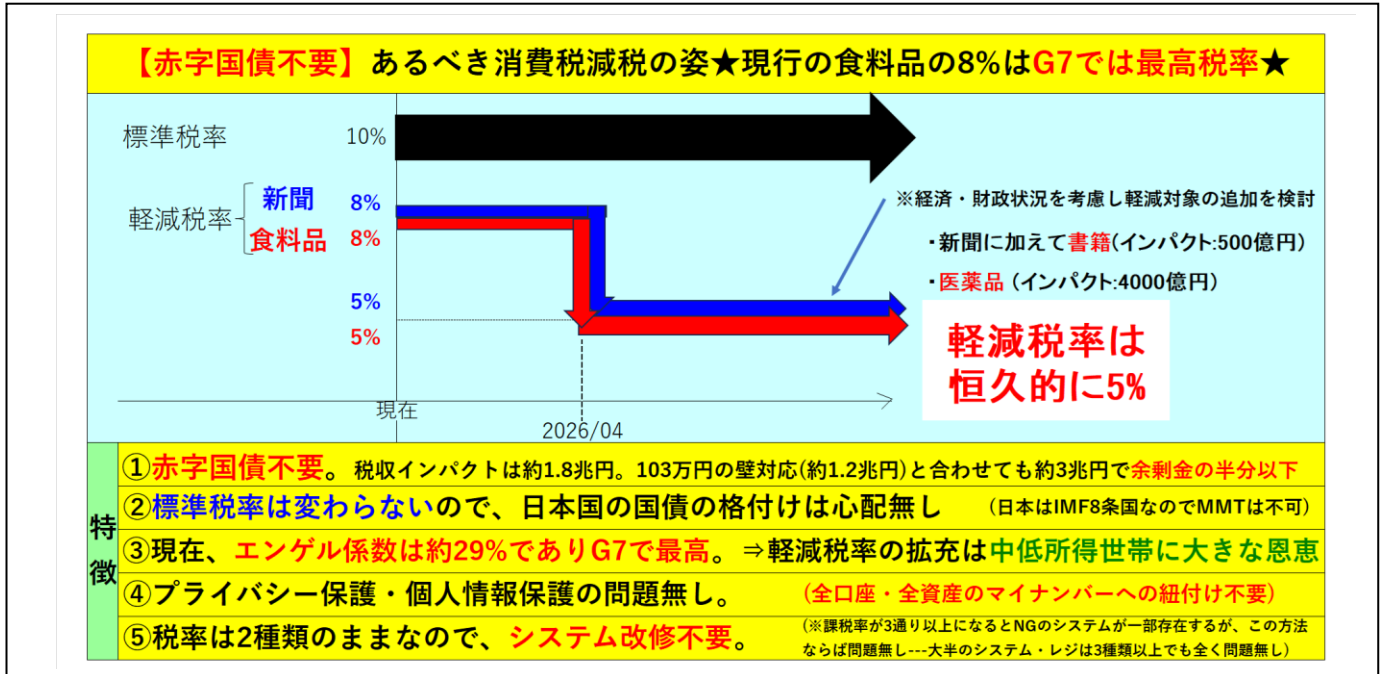 【赤字国債不要】あるべき消費税減税の姿★現行の食料品の8%はG7では最高税率★
標準税率 10%
軽減税率
新聞 8%
食料品 8%
5%
5%
※経済・財政状況を考慮し軽減対象の追加を検討
・新聞に加えて書籍(インパクト:500億円)
・医薬品 (インパクト:4000億円)
軽減税率は
恒久的に5%
現在
2026/04
特徴
①赤字国債不要。税収インパクトは約1.8兆円。103万円の壁対応(約1.2兆円)と合わせても約3兆円で余剰金の半分以下
②標準税率は変わらないので、日本国の国債の格付けは心配無し (日本はIMF8条国なのでMMTは不可)
③現在、エンゲル係数は約29%でありG7で最高。⇒軽減税率の拡充は中低所得世帯に大きな恩恵
④プライバシー保護・個人情報保護の問題無し。 (全口座・全資産のマイナンバーへの紐付け不要)
⑤税率は2種類のままなので、システム改修不要。
(※課税率が3通り以上になるとNGのシステムが一部存在するが、この方法
ならば問題無し---大半のシステム・レジは3種類以上でも全く問題無し)